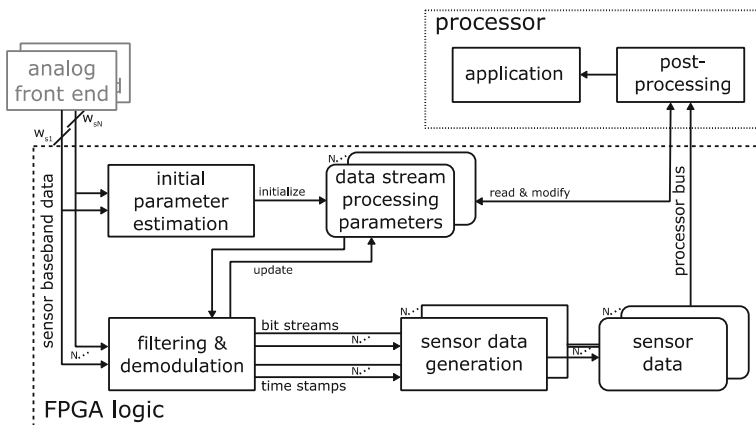 processor
analog
front end
application
post-
processing
w_s1
w_sN
sensor baseband data
initial
parameter
estimation
initialize
N
data stream
processing
parameters
read & modify
processor bus
update
filtering &
demodulation
N
bit streams
N
N
time stamps
N
sensor data
generation
N
N
sensor
data
FPGA logic